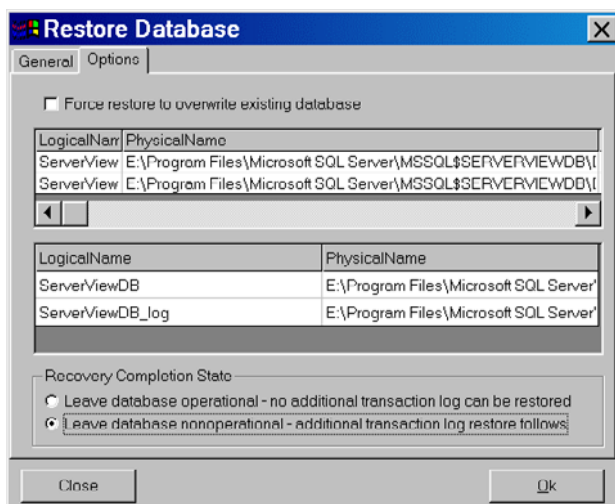 Restore Database
General Options
Force restore to overwrite existing database
LogicalNam PhysicalName
ServerView E:\Program Files\Microsoft SQL Server\MSSQL$SERVERVIEWDB\
ServerView E:\Program Files\Microsoft SQL Server\MSSQL$SERVERVIEWDB\
LogicalName PhysicalName
ServerViewDB E:\Program Files\Microsoft SQL Server'
ServerViewDB_log E:\Program Files\Microsoft SQL Server'
Recovery Completion State
Leave database operational - no additional transaction log can be restored
Leave database nonoperational - additional transaction log restore follows
Close Ok